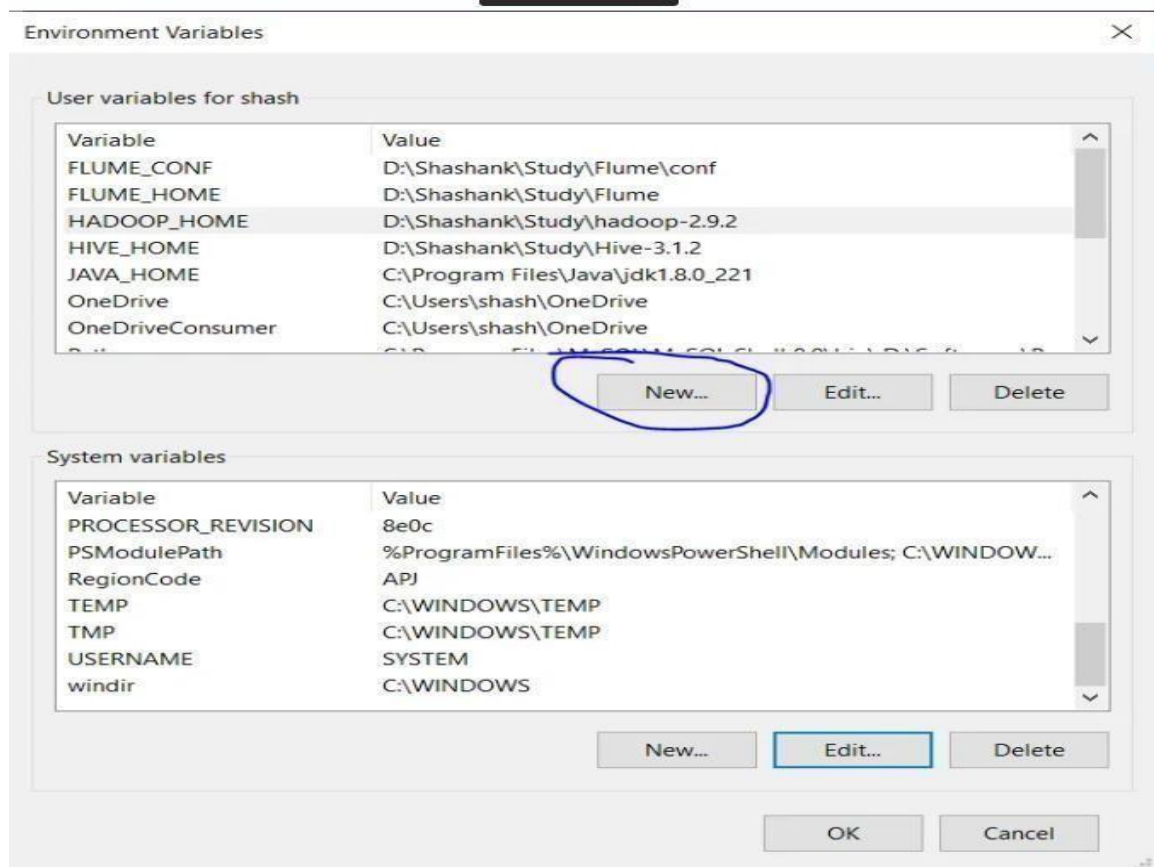 Environment Variables
User variables for shash
Variable Value
FLUME_CONF D:\Shashank\Study\Flume\conf
FLUME_HOME D:\Shashank\Study\Flume
HADOOP_HOME D:\Shashank\Study\hadoop-2.9.2
HIVE_HOME D:\Shashank\Study\Hive-3.1.2
JAVA_HOME C:\Program Files\Java\jdk1.8.0_221
OneDrive C:\Users\shash\OneDrive
OneDriveConsumer C:\Users\shash\OneDrive
New... Edit... Delete
System variables
Variable Value
PROCESSOR_REVISION 8e0c
PSModulePath %ProgramFiles%\WindowsPowerShell\Modules; C:\WINDOW...
RegionCode APJ
TEMP C:\WINDOWS\TEMP
TMP C:\WINDOWS\TEMP
USERNAME SYSTEM
windir C:\WINDOWS
New... Edit... Delete
OK Cancel